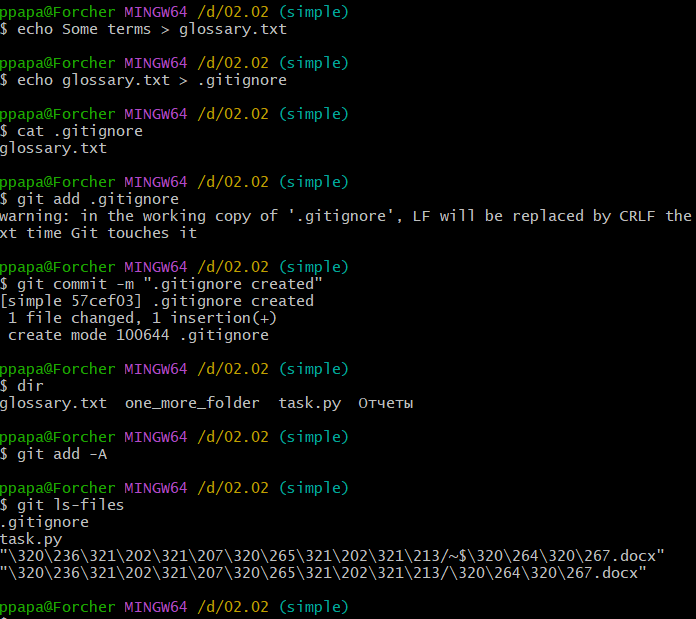 ppapa@Forcher MINGW64 /d/02.02 (simple)
$ echo Some terms > glossary.txt
ppapa@Forcher MINGW64 /d/02.02 (simple)
$ echo glossary.txt > .gitignore
ppapa@Forcher MINGW64 /d/02.02 (simple)
$ cat .gitignore
glossary.txt
ppapa@Forcher MINGW64 /d/02.02 (simple)
$ git add .gitignore
warning: in the working copy of '.gitignore', LF will be replaced by CRLF the
xt time Git touches it
ppapa@Forcher MINGW64 /d/02.02 (simple)
$ git commit -m ".gitignore created"
[simple 57cef03] .gitignore created
 1 file changed, 1 insertion(+)
 create mode 100644 .gitignore
ppapa@Forcher MINGW64 /d/02.02 (simple)
$ dir
glossary.txt  one_more_folder  task.py  Отчеты
ppapa@Forcher MINGW64 /d/02.02 (simple)
$ git add -A
ppapa@Forcher MINGW64 /d/02.02 (simple)
$ git ls-files
.gitignore
task.py
"\320\236\321\202\321\207\320\265\321\202\321\213/~$\320\264\320\267.docx"
"\320\236\321\202\321\207\320\265\321\202\321\213/\320\264\320\267.docx"
ppapa@Forcher MINGW64 /d/02.02 (simple)